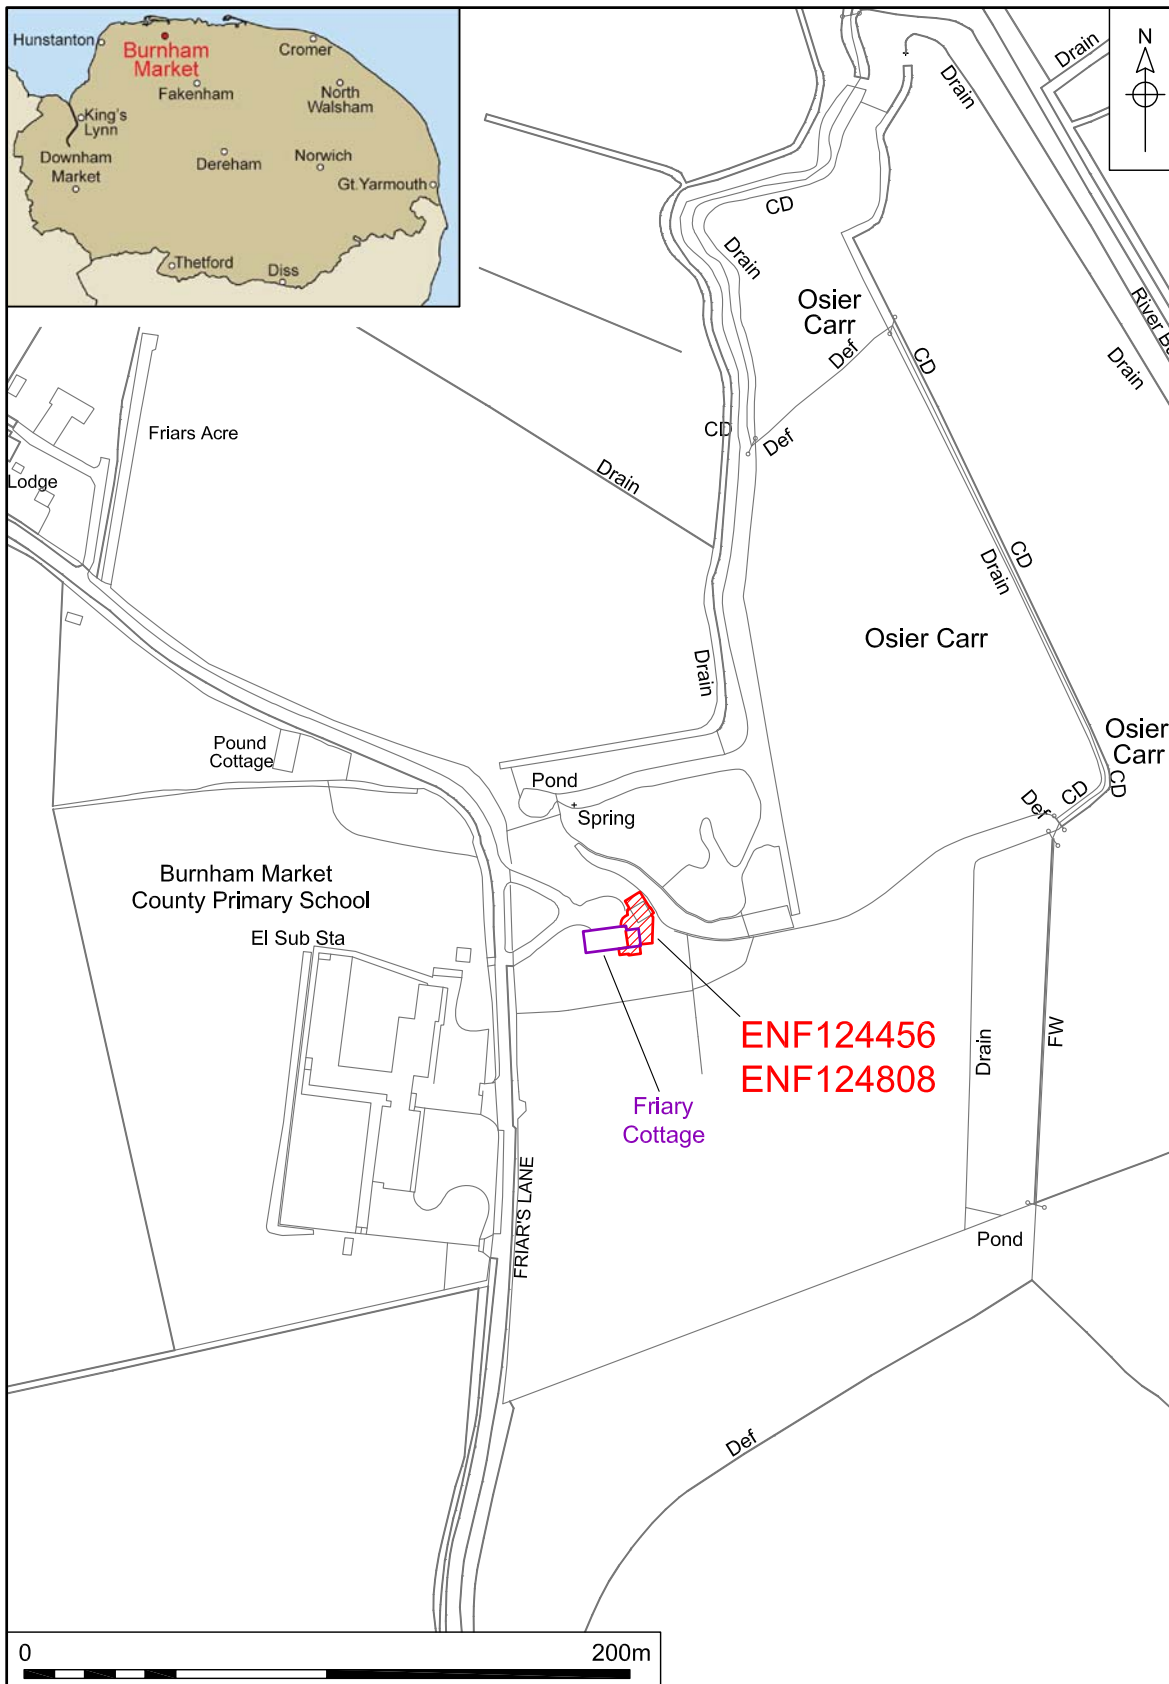 Hunstanton
Burnham
Market
Cromer
Fakenham
North
Walsham
King's
Lynn
Downham
Market
Dereham
Norwich
Gt.Yarmouth
Thetford
Diss
N
Drain
Drain
CD
Drain
Osier
Carr
Def
CD
River Ba
Drain
Friars Acre
CD
Def
Lodge
Drain
CD
Drain
Osier Carr
Drain
Osier
Carr
Pound
Cottage
Pond
Spring
CD
CD
Def
Burnham Market
County Primary School
El Sub Sta
ENF124456
ENF124808
Friary
Cottage
Drain
FW
FRIAR'S LANE
Pond
Def
0
200m